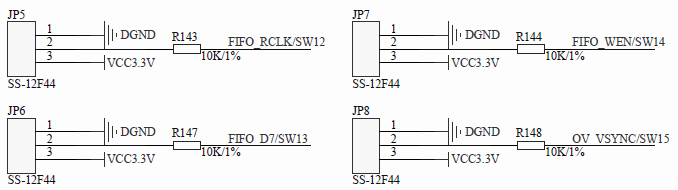 JP5
1
DGND
R143
2
FIFO_RCLK/SW12
3
VCC3.3V
10K/1%
SS-12F44
JP7
1
DGND
R144
2
FIFO_WEN/SW14
3
VCC3.3V
10K/1%
SS-12F44
JP6
1
DGND
R147
2
FIFO_D7/SW13
3
VCC3.3V
10K/1%
SS-12F44
JP8
1
DGND
R148
2
OV_VSYNC/SW15
3
VCC3.3V
10K/1%
SS-12F44